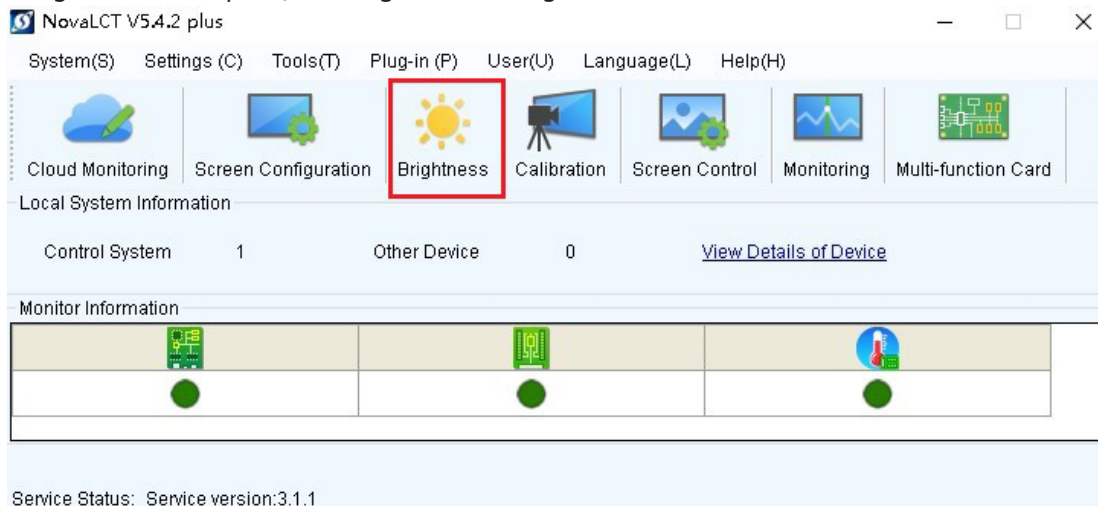 NovaLCT V5.4.2 plus
System(S) Settings (C) Tools(T) Plug-in (P) User(U) Language(L) Help(H)
Cloud Monitoring Screen Configuration Brightness Calibration Screen Control Monitoring Multi-function Card
Local System Information
Control System 1 Other Device 0 View Details of Device
Monitor Information
Service Status: Service version:3.1.1